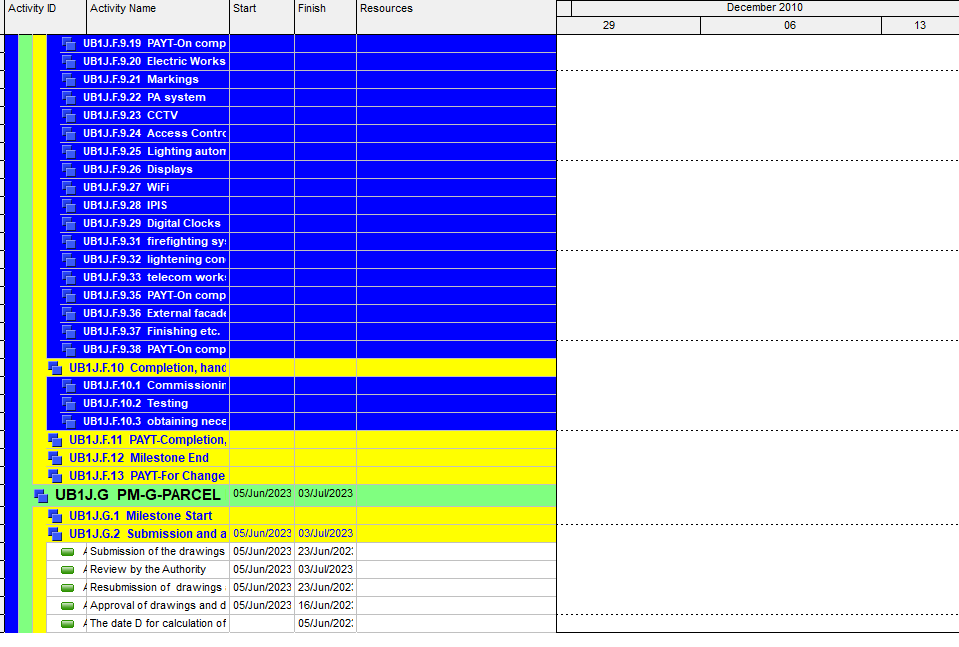 Activity ID Activity Name Start Finish Resources December 2010
29 06 13
UB1J.F.9.19 PAYT-On comp
UB1J.F.9.20 Electric Works
UB1J.F.9.21 Markings
UB1J.F.9.22 PA system
UB1J.F.9.23 CCTV
UB1J.F.9.24 Access Contro
UB1J.F.9.25 Lighting autom
UB1J.F.9.26 Displays
UB1J.F.9.27 WiFi
UB1J.F.9.28 IPIS
UB1J.F.9.29 Digital Clocks
UB1J.F.9.31 firefighting sys
UB1J.F.9.32 lightening con
UB1J.F.9.33 telecom works
UB1J.F.9.35 PAYT-On comp
UB1J.F.9.36 External facade
UB1J.F.9.37 Finishing etc.
UB1J.F.9.38 PAYT-On comp
UB1J.F.10 Completion, hand
UB1J.F.10.1 Commissionin
UB1J.F.10.2 Testing
UB1J.F.10.3 obtaining nece
UB1J.F.11 PAYT-Completion,
UB1J.F.12 Milestone End
UB1J.F.13 PAYT-For Change
UB1J.G PM-G-PARCEL 05/Jun/2023 03/Jul/2023
UB1J.G.1 Milestone Start
UB1J.G.2 Submission and a 05/Jun/2023 03/Jul/2023
A Submission of the drawings 05/Jun/2023 23/Jun/202
A Review by the Authority 05/Jun/2023 03/Jul/2023
A Resubmission of drawings 05/Jun/2023 23/Jun/202
A Approval of drawings and d 05/Jun/2023 16/Jun/202
A The date D for calculation of 05/Jun/202